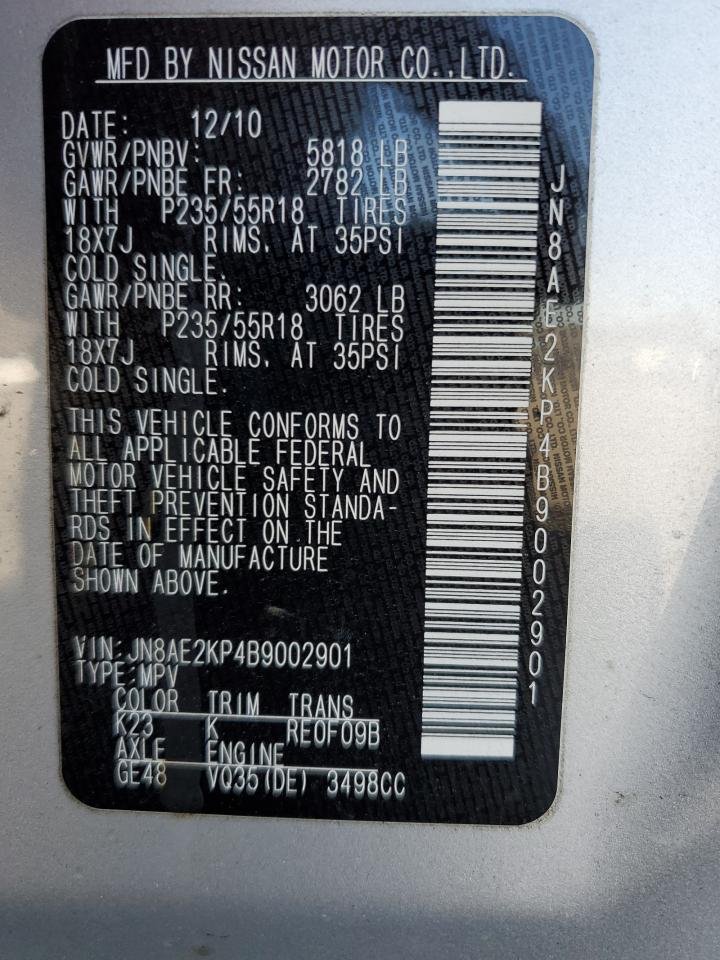 MFD BY NISSAN MOTOR CO.,LTD.
DATE: 12/10
GVWR/PNBV: 5818 LB
GAWR/PNBE FR: 2782 LB
WITH P235/55R18 TIRES
18X7J RIMS, AT 35PSI
COLD SINGLE.
GAWR/PNBE RR: 3062 LB
WITH P235/55R18 TIRES
18X7J RIMS, AT 35PSI
COLD SINGLE.
THIS VEHICLE CONFORMS TO
ALL APPLICABLE FEDERAL
MOTOR VEHICLE SAFETY AND
THEFT PREVENTION STANDA-
RDS IN EFFECT ON THE
DATE OF MANUFACTURE
SHOWN ABOVE.
VIN:JN8AE2KP4B9002901
TYPE:MPV
COLOR TRIM TRANS
K23 K RE0F09B
AXLE ENGINE
GE48 VQ35(DE) 3498CC
JN8AE2KP4B9002901